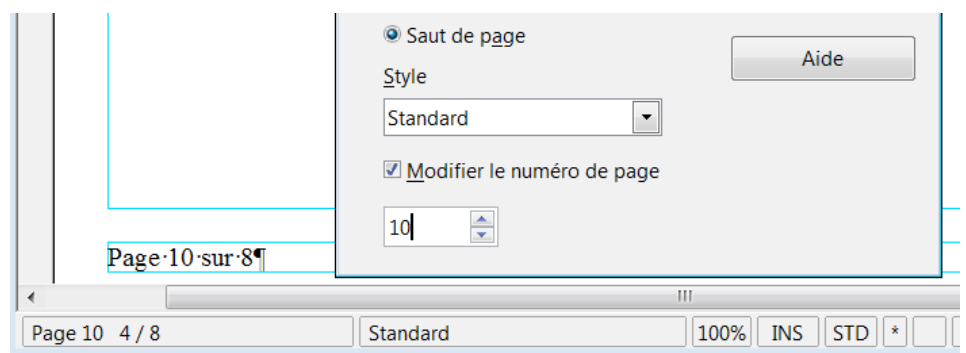 Saut de page
Aide
Style
Standard
Modifier le numéro de page
10
Page·10·sur·8¶
Page 10 4 / 8 Standard 100% INS STD *